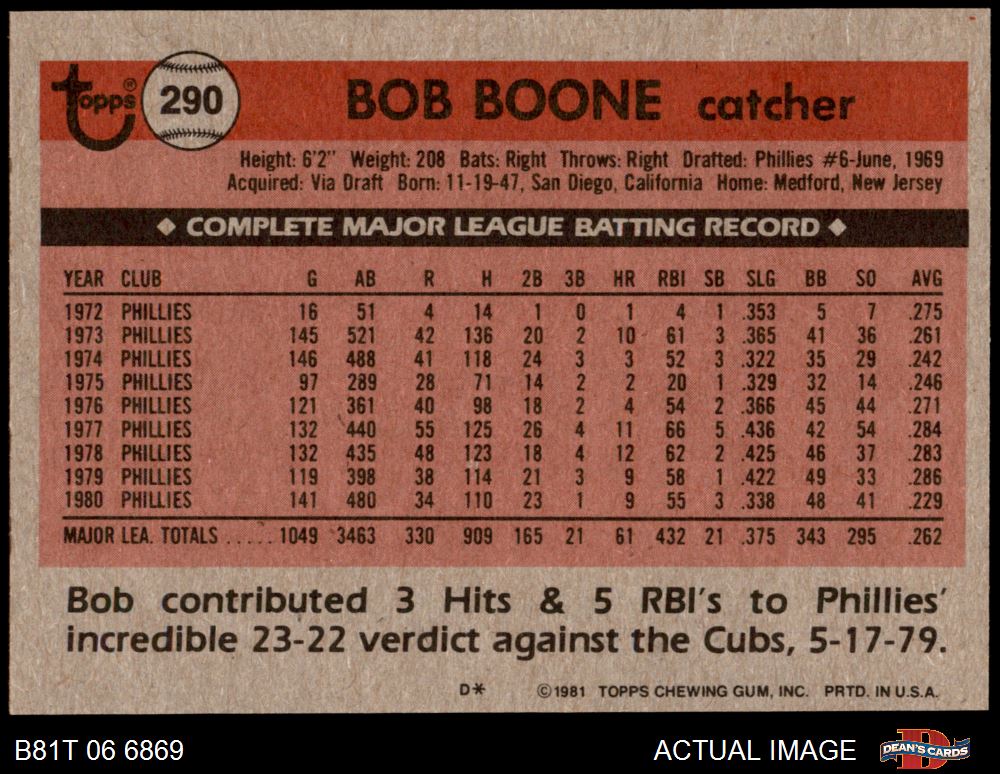 topps® 290 BOB BOONE catcher
Height: 6'2" Weight: 208 Bats: Right Throws: Right Drafted: Phillies #6-June, 1969
Acquired: Via Draft Born: 11-19-47, San Diego, California Home: Medford, New Jersey
◆ COMPLETE MAJOR LEAGUE BATTING RECORD ◆
YEAR CLUB G AB R H 2B 3B HR RBI SB SLG BB SO AVG
1972 PHILLIES 16 51 4 14 1 0 1 4 1 .353 5 7 .275
1973 PHILLIES 145 521 42 136 20 2 10 61 3 .365 41 36 .261
1974 PHILLIES 146 488 41 118 24 3 3 52 3 .322 35 29 .242
1975 PHILLIES 97 289 28 71 14 2 2 20 1 .329 32 14 .246
1976 PHILLIES 121 361 40 98 18 2 4 54 2 .366 45 44 .271
1977 PHILLIES 132 440 55 125 26 4 11 66 5 .436 42 54 .284
1978 PHILLIES 132 435 48 123 18 4 12 62 2 .425 46 37 .283
1979 PHILLIES 119 398 38 114 21 3 9 58 1 .422 49 33 .286
1980 PHILLIES 141 480 34 110 23 1 9 55 3 .338 48 41 .229
MAJOR LEA. TOTALS ..... 1049 3463 330 909 165 21 61 432 21 .375 343 295 .262
Bob contributed 3 Hits & 5 RBI's to Phillies'
incredible 23-22 verdict against the Cubs, 5-17-79.
D* ©1981 TOPPS CHEWING GUM, INC. PRTD. IN U.S.A.
B81T 06 6869 ACTUAL IMAGE DEAN'S CARDS